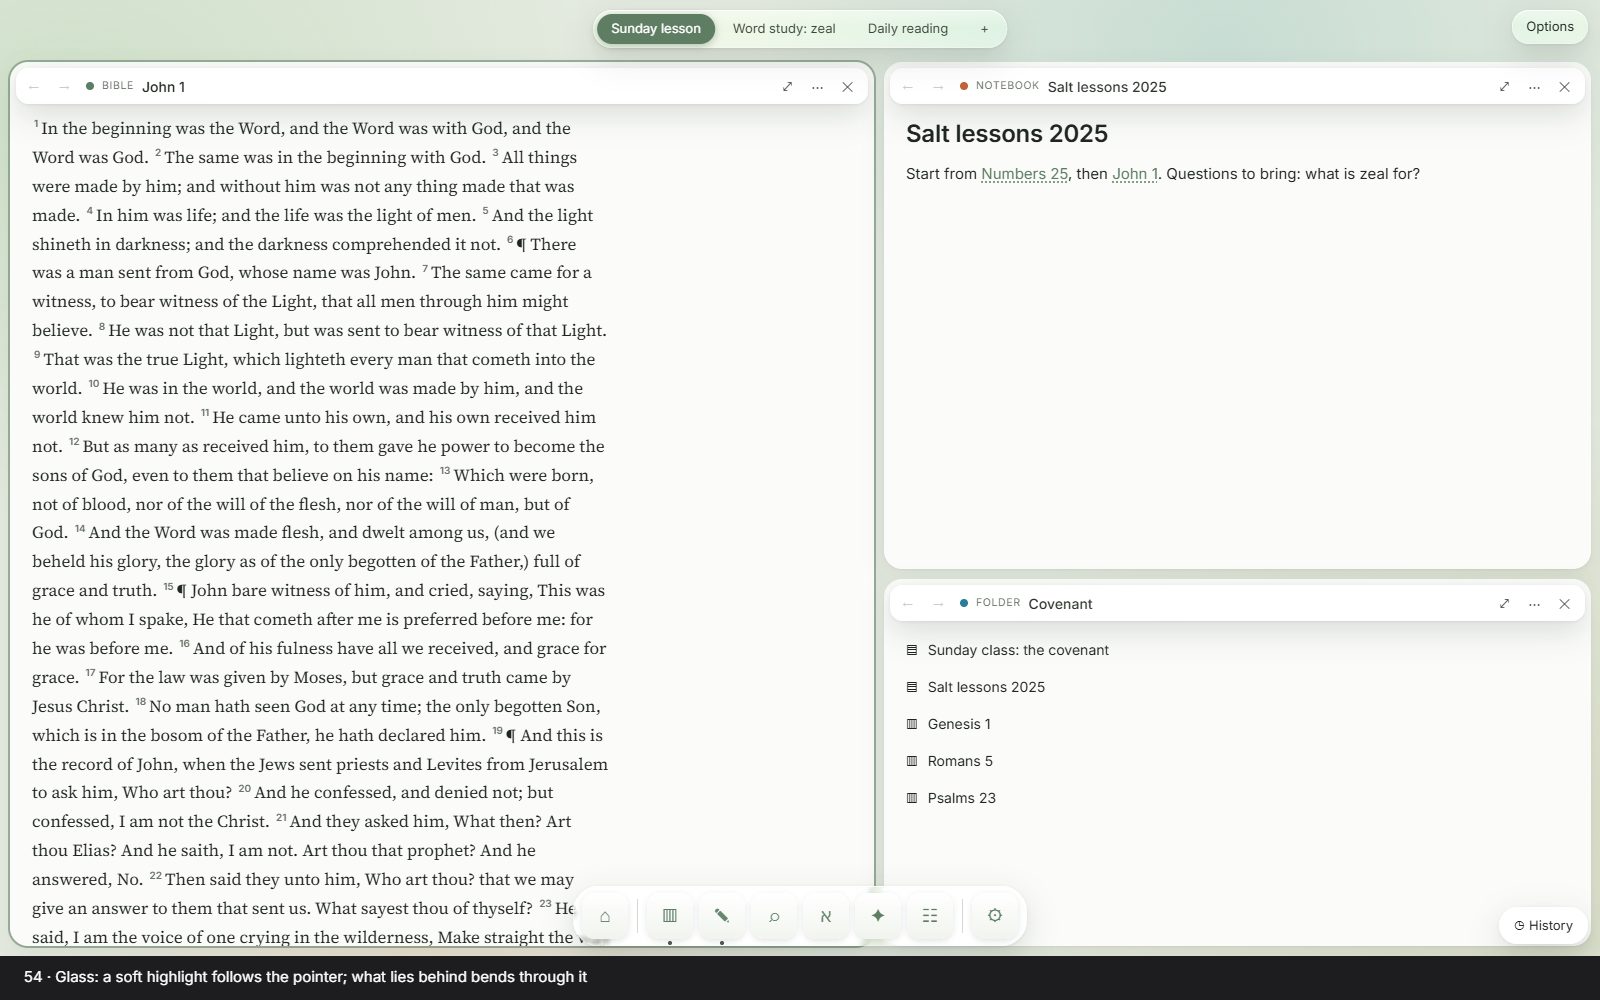 Sunday lesson Word study: zeal Daily reading +
Options
BIBLE John 1
1 In the beginning was the Word, and the Word was with God, and the
Word was God. 2 The same was in the beginning with God. 3 All things
were made by him; and without him was not any thing made that was
made. 4 In him was life; and the life was the light of men. 5 And the light
shineth in darkness; and the darkness comprehended it not. 6 ¶ There
was a man sent from God, whose name was John. 7 The same came for a
witness, to bear witness of the Light, that all men through him might
believe. 8 He was not that Light, but was sent to bear witness of that Light.
9 That was the true Light, which lighteth every man that cometh into the
world. 10 He was in the world, and the world was made by him, and the
world knew him not. 11 He came unto his own, and his own received him
not. 12 But as many as received him, to them gave he power to become the
sons of God, even to them that believe on his name: 13 Which were born,
not of blood, nor of the will of the flesh, nor of the will of man, but of
God. 14 And the Word was made flesh, and dwelt among us, (and we
beheld his glory, the glory as of the only begotten of the Father,) full of
grace and truth. 15 ¶ John bare witness of him, and cried, saying, This was
he of whom I spake, He that cometh after me is preferred before me: for
he was before me. 16 And of his fulness have all we received, and grace for
grace. 17 For the law was given by Moses, but grace and truth came by
Jesus Christ. 18 No man hath seen God at any time; the only begotten Son,
which is in the bosom of the Father, he hath declared him. 19 ¶ And this is
the record of John, when the Jews sent priests and Levites from Jerusalem
to ask him, Who art thou? 20 And he confessed, and denied not; but
confessed, I am not the Christ. 21 And they asked him, What then? Art
thou Elias? And he saith, I am not. Art thou that prophet? And he
answered, No. 22 Then said they unto him, Who art thou? that we may
give an answer to them that sent us. What sayest thou of thyself? 23 He
said, I am the voice of one crying in the wilderness, Make straight the
NOTEBOOK Salt lessons 2025
Salt lessons 2025
Start from Numbers 25, then John 1. Questions to bring: what is zeal for?
FOLDER Covenant
Sunday class: the covenant
Salt lessons 2025
Genesis 1
Romans 5
Psalms 23
א
History
54 · Glass: a soft highlight follows the pointer; what lies behind bends through it